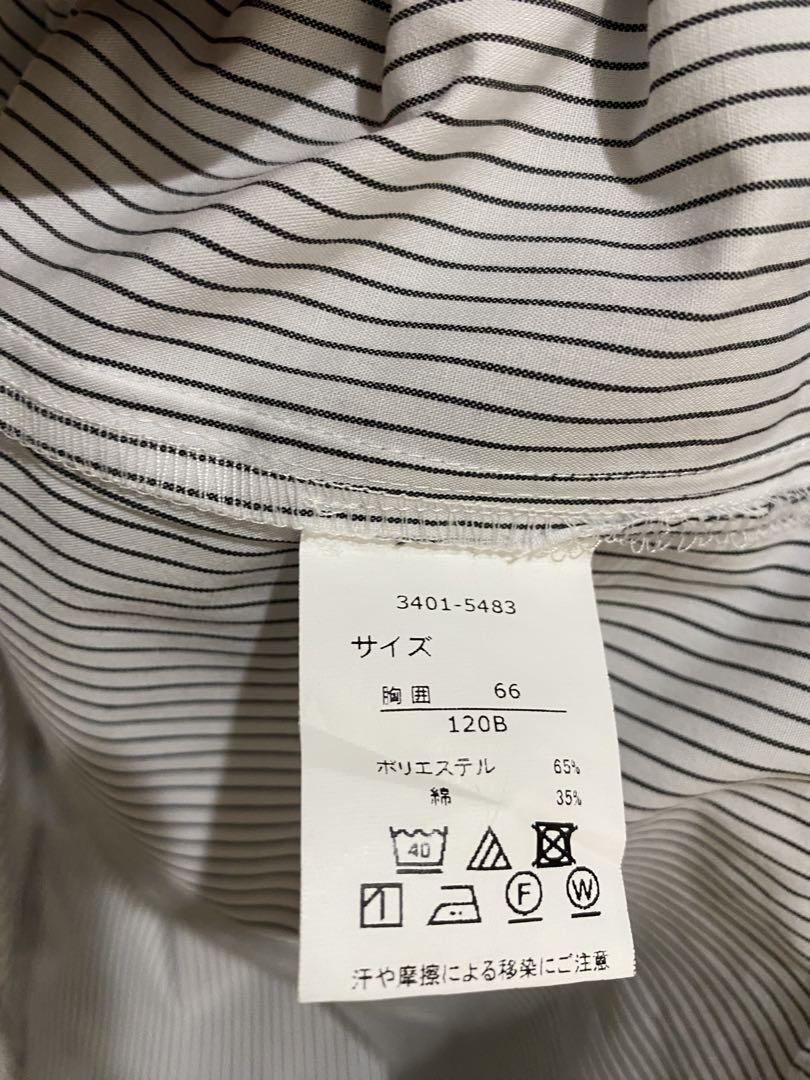 3401-5483
サイズ
胸囲 66
120B
ポリエステル 65%
綿 35%
40
F W
汗や摩擦による移染にご注意